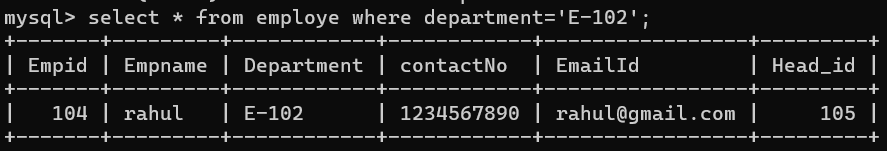 mysql> select * from employe where department='E-102';
+-------+---------+------------+------------+-----------------+---------+
| Empid | Empname | Department | contactNo  | EmailId         | Head_id |
+-------+---------+------------+------------+-----------------+---------+
|   104 | rahul   | E-102      | 1234567890 | rahul@gmail.com |     105 |
+-------+---------+------------+------------+-----------------+---------+